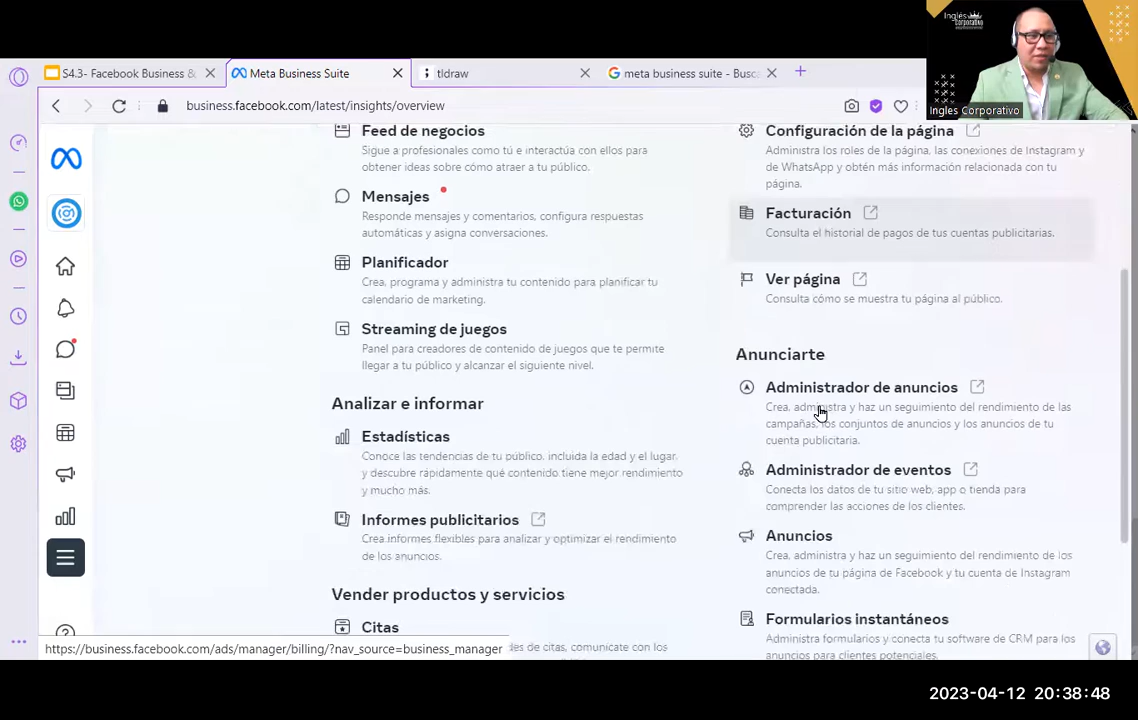 Inglés
Corporativo
Ingles Corporativo
S4.3- Facebook Business &
Meta Business Suite
tldraw
meta business suite - Busca
business.facebook.com/latest/insights/overview
Feed de negocios
Sigue a profesionales como tú e interactúa con ellos para
obtener ideas sobre cómo atraer a tu público.
Mensajes
Responde mensajes y comentarios, configura respuestas
automáticas y asigna conversaciones.
Planificador
Crea, programa y administra tu contenido para planificar tu
calendario de marketing.
Streaming de juegos
Panel para creadores de contenido de juegos que te permite
llegar a tu público y alcanzar el siguiente nivel.
Analizar e informar
Estadísticas
Conoce las tendencias de tu público, incluida la edad y el lugar,
y descubre rápidamente qué contenido tiene mejor rendimiento
y mucho más.
Informes publicitarios
Crea informes flexibles para analizar y optimizar el rendimiento
de los anuncios.
Vender productos y servicios
Citas
des de citas, comunícate con los
Configuración de la página
Administra los roles de la página, las conexiones de Instagram y
de WhatsApp y obtén más información relacionada con tu
página.
Facturación
Consulta el historial de pagos de tus cuentas publicitarias.
Ver página
Consulta cómo se muestra tu página al público.
Anunciarte
Administrador de anuncios
Crea, administra y haz un seguimiento del rendimiento de las
campañas, los conjuntos de anuncios y los anuncios de tu
cuenta publicitaria.
Administrador de eventos
Conecta los datos de tu sitio web, app o tienda para
comprender las acciones de los clientes.
Anuncios
Crea, administra y haz un seguimiento del rendimiento de los
anuncios de tu página de Facebook y tu cuenta de Instagram
conectada.
Formularios instantáneos
Administra formularios y conecta tu software de CRM para los
anuncios para clientes potenciales.
https://business.facebook.com/ads/manager/billing/?nav_source=business_manager
2023-04-12 20:38:48